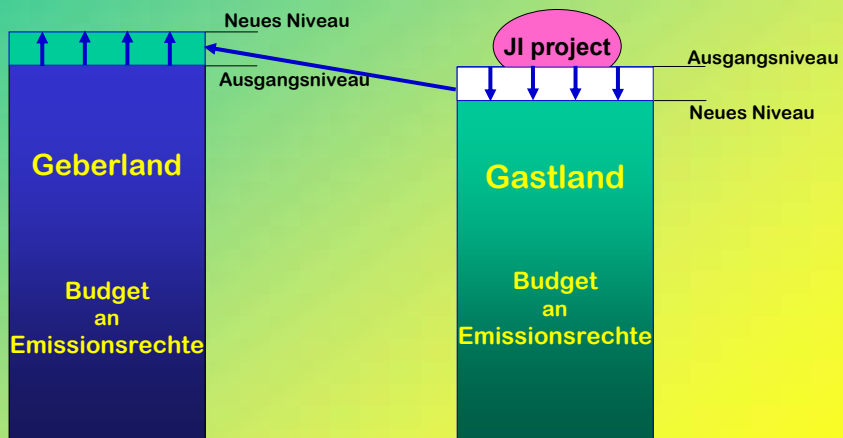 Neues Niveau
Ausgangsniveau
Geberland
Budget
an
Emissionsrechte
JI project
Ausgangsniveau
Neues Niveau
Gastland
Budget
an
Emissionsrechte